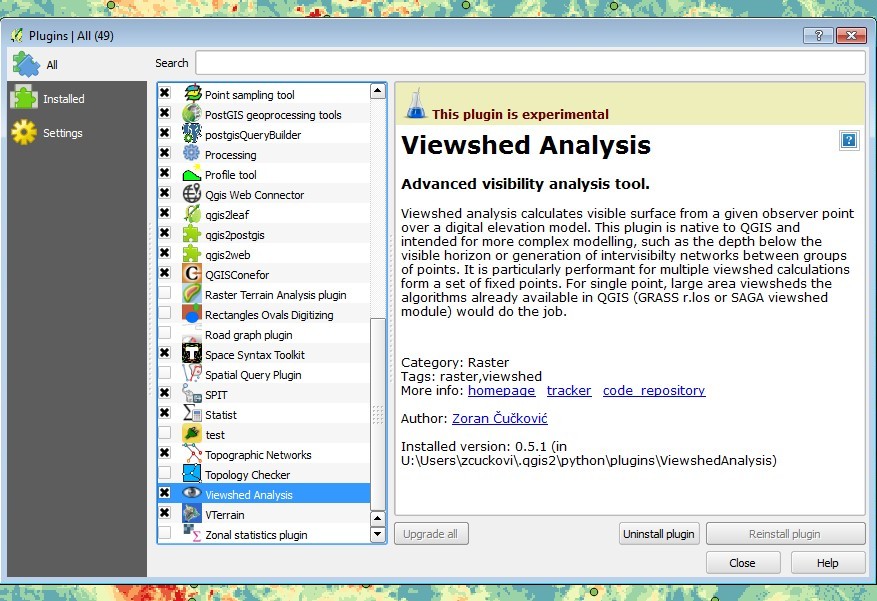 Plugins | All (49)
All
Installed
Settings
Search
Point sampling tool
PostGIS geoprocessing tools
postgisQueryBuilder
Processing
Profile tool
Qgis Web Connector
qgis2leaf
qgis2postgis
qgis2web
QGISConefor
Raster Terrain Analysis plugin
Rectangles Ovals Digitizing
Road graph plugin
Space Syntax Toolkit
Spatial Query Plugin
SPIT
Statist
test
Topographic Networks
Topology Checker
Viewshed Analysis
VTerrain
Zonal statistics plugin
This plugin is experimental
Viewshed Analysis
Advanced visibility analysis tool.
Viewshed analysis calculates visible surface from a given observer point
over a digital elevation model. This plugin is native to QGIS and
intended for more complex modelling, such as the depth below the
visible horizon or generation of intervisibilty networks between groups
of points. It is particularly performant for multiple viewshed calculations
form a set of fixed points. For single point, large area viewsheds the
algorithms already available in QGIS (GRASS r.los or SAGA viewshed
module) would do the job.
Category: Raster
Tags: raster,viewshed
More info: homepage tracker code_repository
Author: Zoran Čučković
Installed version: 0.5.1 (in
U:\Users\zcuckovi\.qgis2\python\plugins\ViewshedAnalysis)
Upgrade all
Uninstall plugin
Reinstall plugin
Close
Help